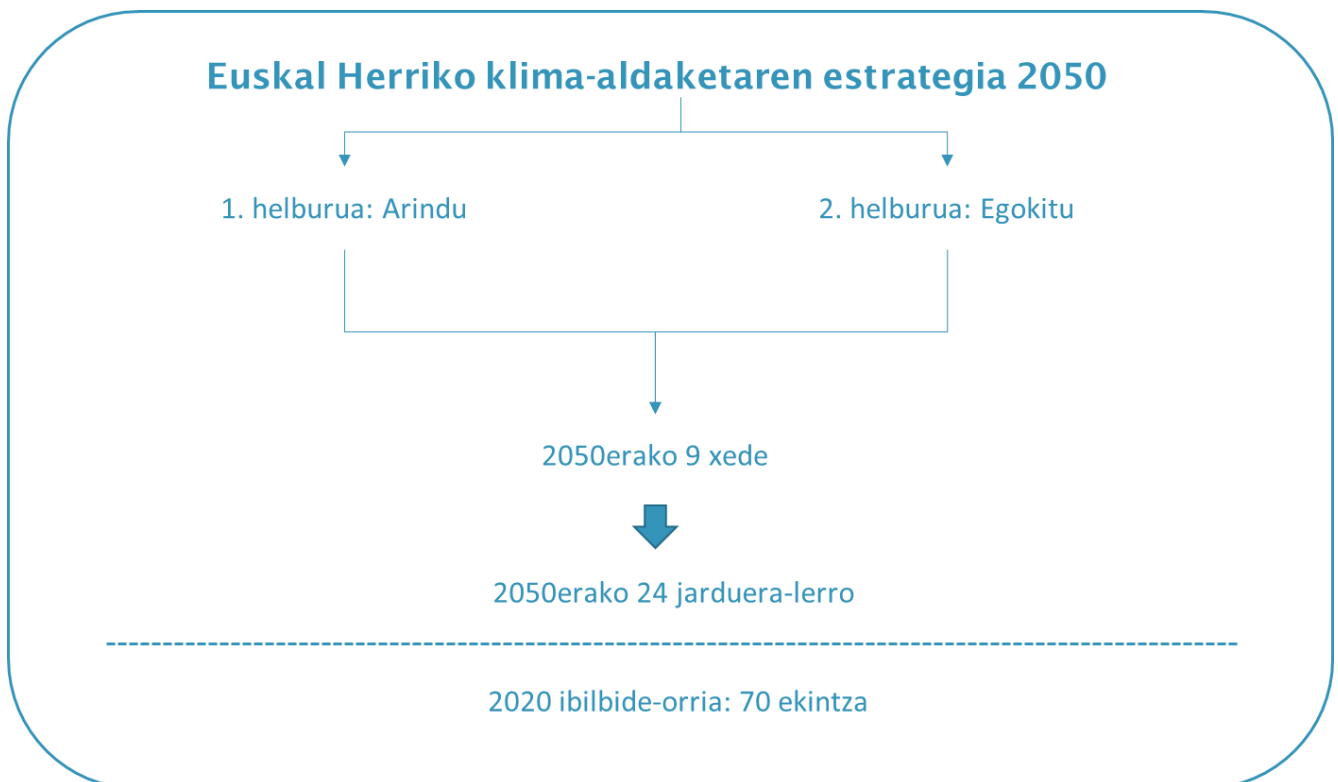 Euskal Herriko klima-aldaketaren estrategia 2050
1. helburua: Arindu
2. helburua: Egokitu
2050erako 9 xede
2050erako 24 jarduera-lerro
2020 ibilbide-orria: 70 ekintza